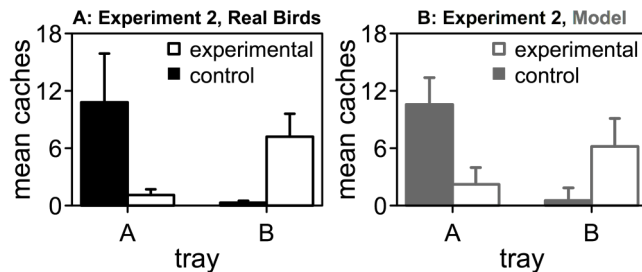 A: Experiment 2, Real Birds
mean caches
18
12
6
0
experimental
control
A
B
tray
B: Experiment 2, Model
mean caches
18
12
6
0
experimental
control
A
B
tray